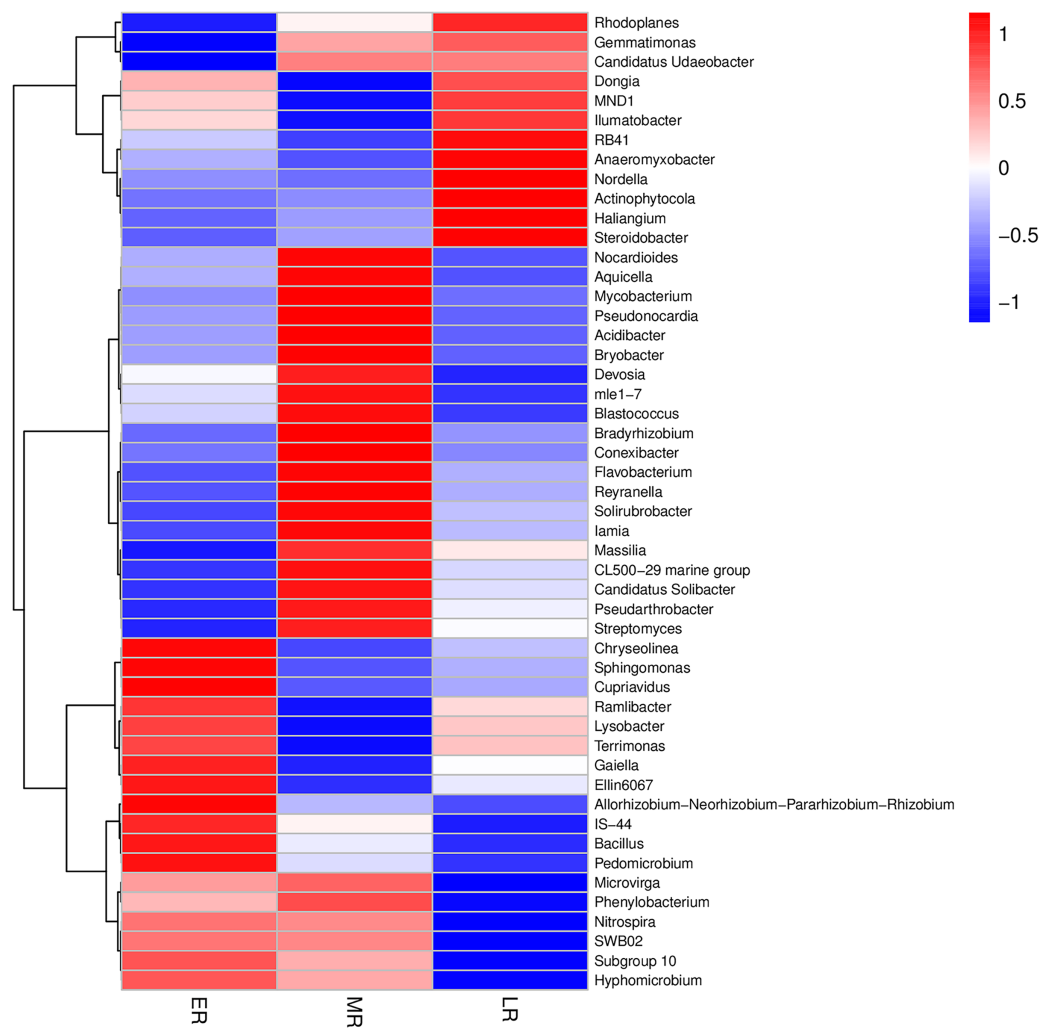 Rhodoplanes
Gemmatimonas
Candidatus Udaeobacter
Dongia
MND1
Ilumatobacter
RB41
Anaeromyxobacter
Nordella
Actinophytocola
Haliangium
Steroidobacter
Nocardioides
Aquicella
Mycobacterium
Pseudonocardia
Acidibacter
Bryobacter
Devosia
mle1−7
Blastococcus
Bradyrhizobium
Conexibacter
Flavobacterium
Reyranella
Solirubrobacter
Iamia
Massilia
CL500−29 marine group
Candidatus Solibacter
Pseudarthrobacter
Streptomyces
Chryseolinea
Sphingomonas
Cupriavidus
Ramlibacter
Lysobacter
Terrimonas
Gaiella
Ellin6067
Allorhizobium−Neorhizobium−Pararhizobium−Rhizobium
IS−44
Bacillus
Pedomicrobium
Microvirga
Phenylobacterium
Nitrospira
SWB02
Subgroup 10
Hyphomicrobium
ER
MR
LR
1
0.5
0
−0.5
−1